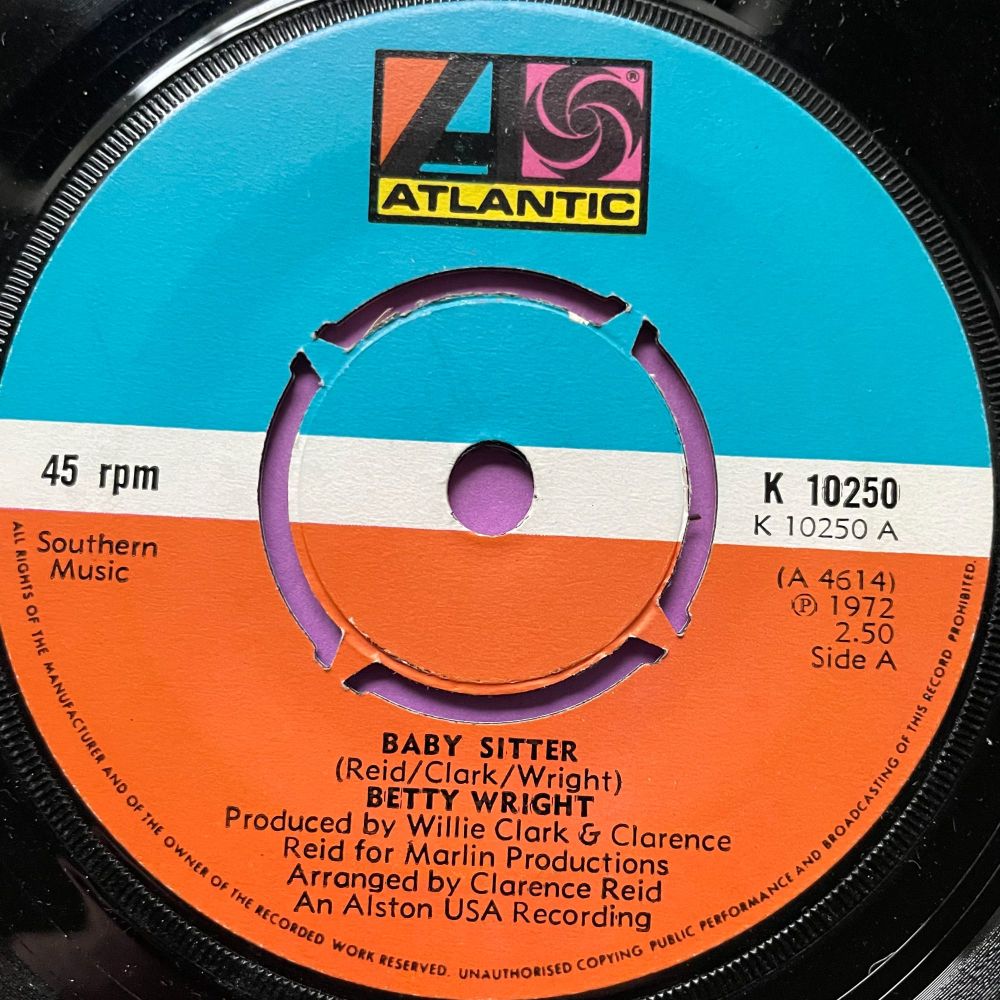 ATLANTIC
®
45 rpm
K 10250
K 10250 A
Southern
Music
(A 4614)
℗ 1972
2.50
Side A
BABY SITTER
(Reid/Clark/Wright)
BETTY WRIGHT
Produced by Willie Clark & Clarence
Reid for Marlin Productions
Arranged by Clarence Reid
An Alston USA Recording
ALL RIGHTS OF THE MANUFACTURER AND OF THE OWNER OF THE RECORDED WORK RESERVED. UNAUTHORISED COPYING PUBLIC PERFORMANCE AND BROADCASTING OF THIS RECORD PROHIBITED.